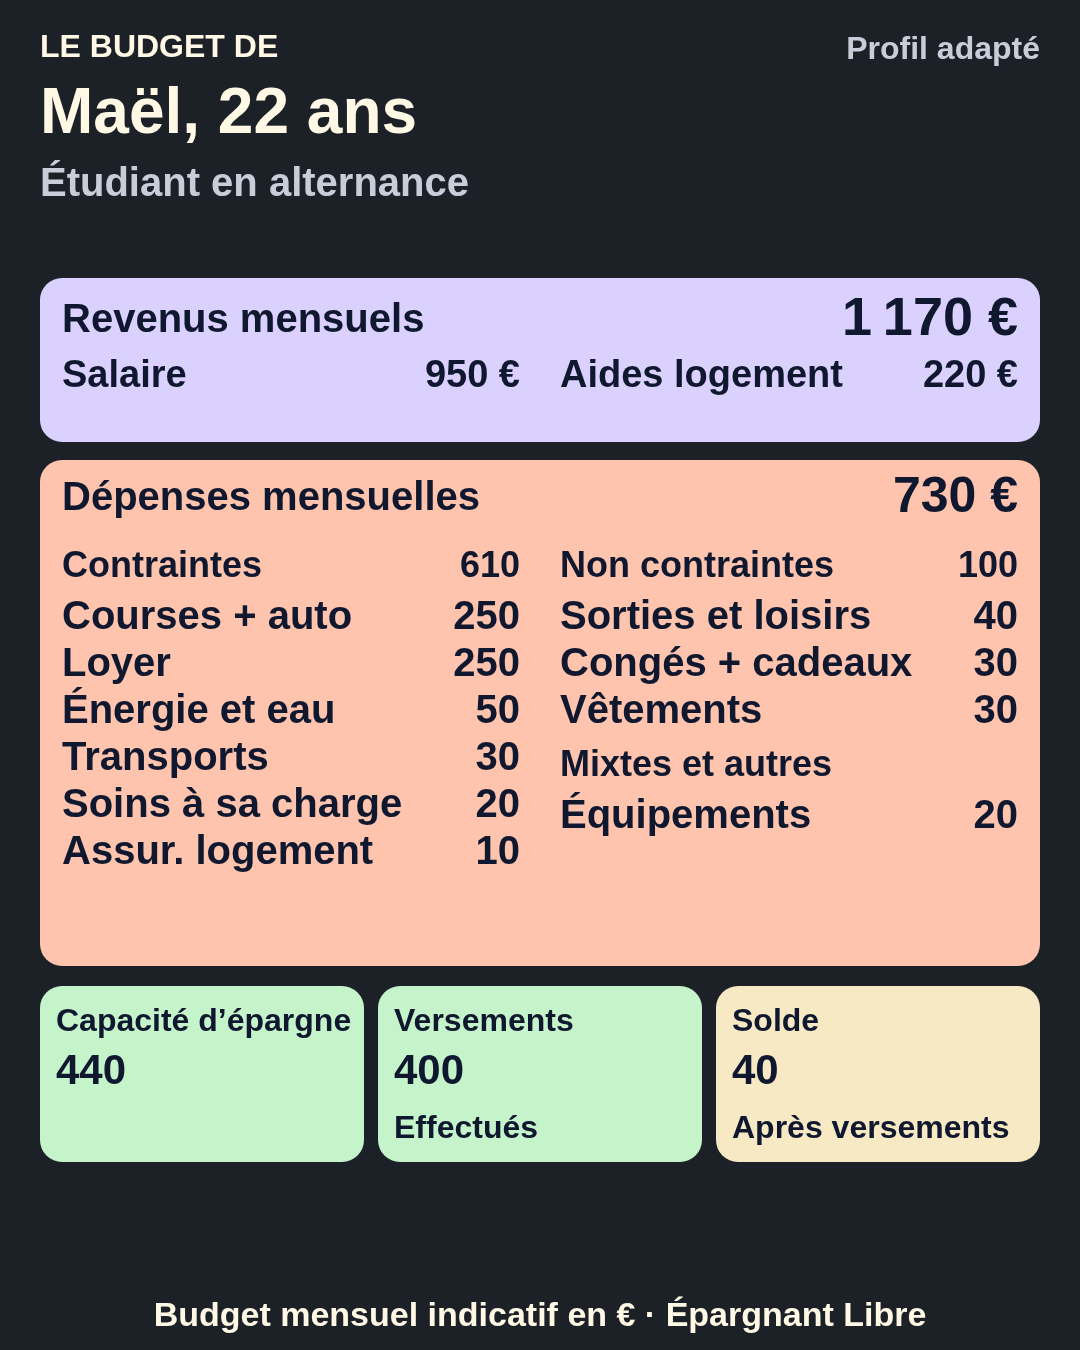 LE BUDGET DE
Profil adapté
Maël, 22 ans
Étudiant en alternance
Revenus mensuels 1 170 €
Salaire 950 € Aides logement 220 €
Dépenses mensuelles 730 €
Contraintes 610
Courses + auto 250
Loyer 250
Énergie et eau 50
Transports 30
Soins à sa charge 20
Assur. logement 10
Non contraintes 100
Sorties et loisirs 40
Congés + cadeaux 30
Vêtements 30
Mixtes et autres
Équipements 20
Capacité d’épargne
440
Versements
400
Effectués
Solde
40
Après versements
Budget mensuel indicatif en € · Épargnant Libre